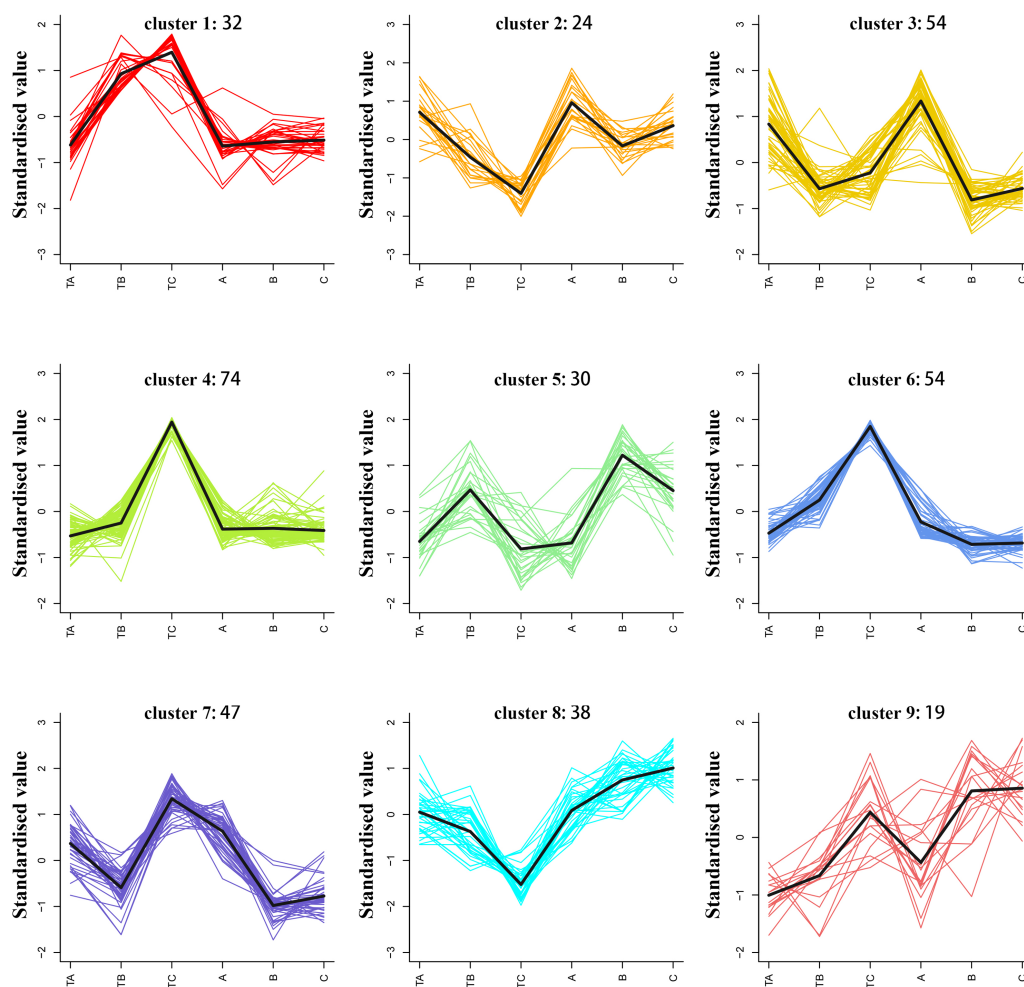 cluster 1: 32
Standardised value
2
1
0
−1
−2
−3
TA
TB
TC
A
B
C
cluster 2: 24
Standardised value
3
2
1
0
−1
−2
−3
TA
TB
TC
A
B
C
cluster 3: 54
Standardised value
3
2
1
0
−1
−2
TA
TB
TC
A
B
C
cluster 4: 74
Standardised value
3
2
1
0
−1
−2
TA
TB
TC
A
B
C
cluster 5: 30
Standardised value
3
2
1
0
−1
−2
TA
TB
TC
A
B
C
cluster 6: 54
Standardised value
3
2
1
0
−1
−2
TA
TB
TC
A
B
C
cluster 7: 47
Standardised value
3
2
1
0
−1
−2
TA
TB
TC
A
B
C
cluster 8: 38
Standardised value
2
1
0
−1
−2
−3
TA
TB
TC
A
B
C
cluster 9: 19
Standardised value
2
1
0
−1
−2
TA
TB
TC
A
B
C